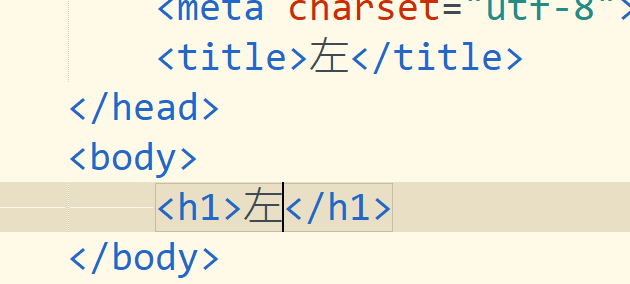 <meta charset="utf-8">
<title>左</title>
</head>
<body>
<h1>左</h1>
</body>